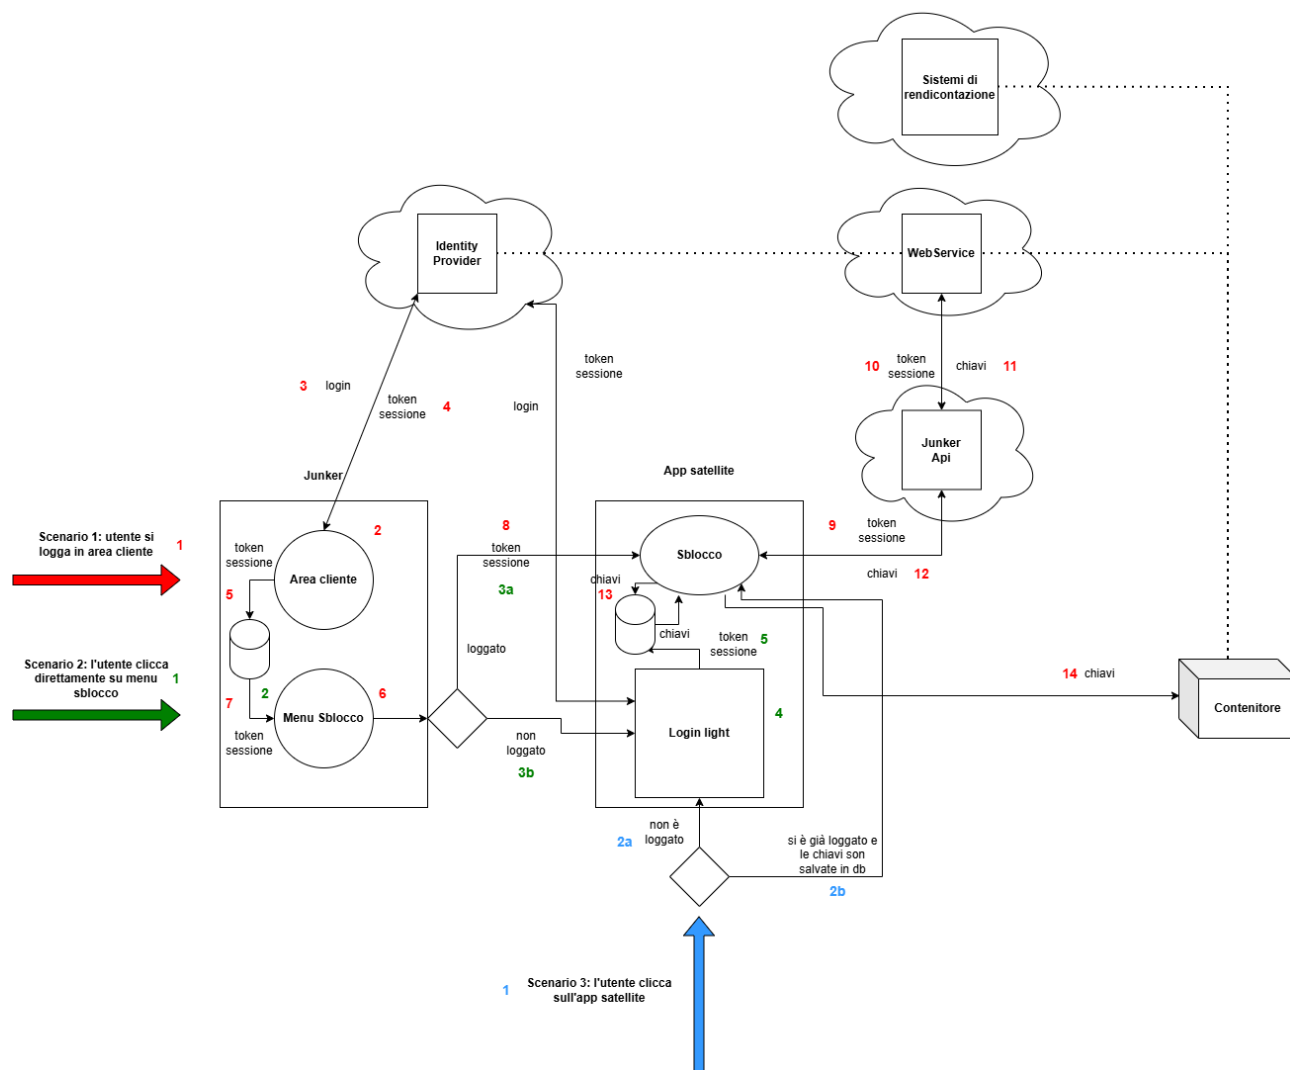 Sistemi di
rendicontazione
Identity
Provider
WebService
token
sessione
10
token
sessione
chiavi
11
3
login
token
sessione
4
login
Junker
Api
Junker
App satellite
Scenario 1: utente si
logga in area cliente
1
token
sessione
2
Area cliente
5
8
token
sessione
3a
Sblocco
9
token
sessione
chiavi
12
chiavi
13
chiavi
loggato
token
sessione
5
Scenario 2: l'utente clicca
direttamente su menu
sblocco
1
7
2
token
sessione
Menu Sblocco
6
non
loggato
3b
Login light
4
14
chiavi
Contenitore
2a
non è
loggato
si è già loggato e
le chiavi son
salvate in db
2b
1
Scenario 3: l'utente clicca
sull'app satellite